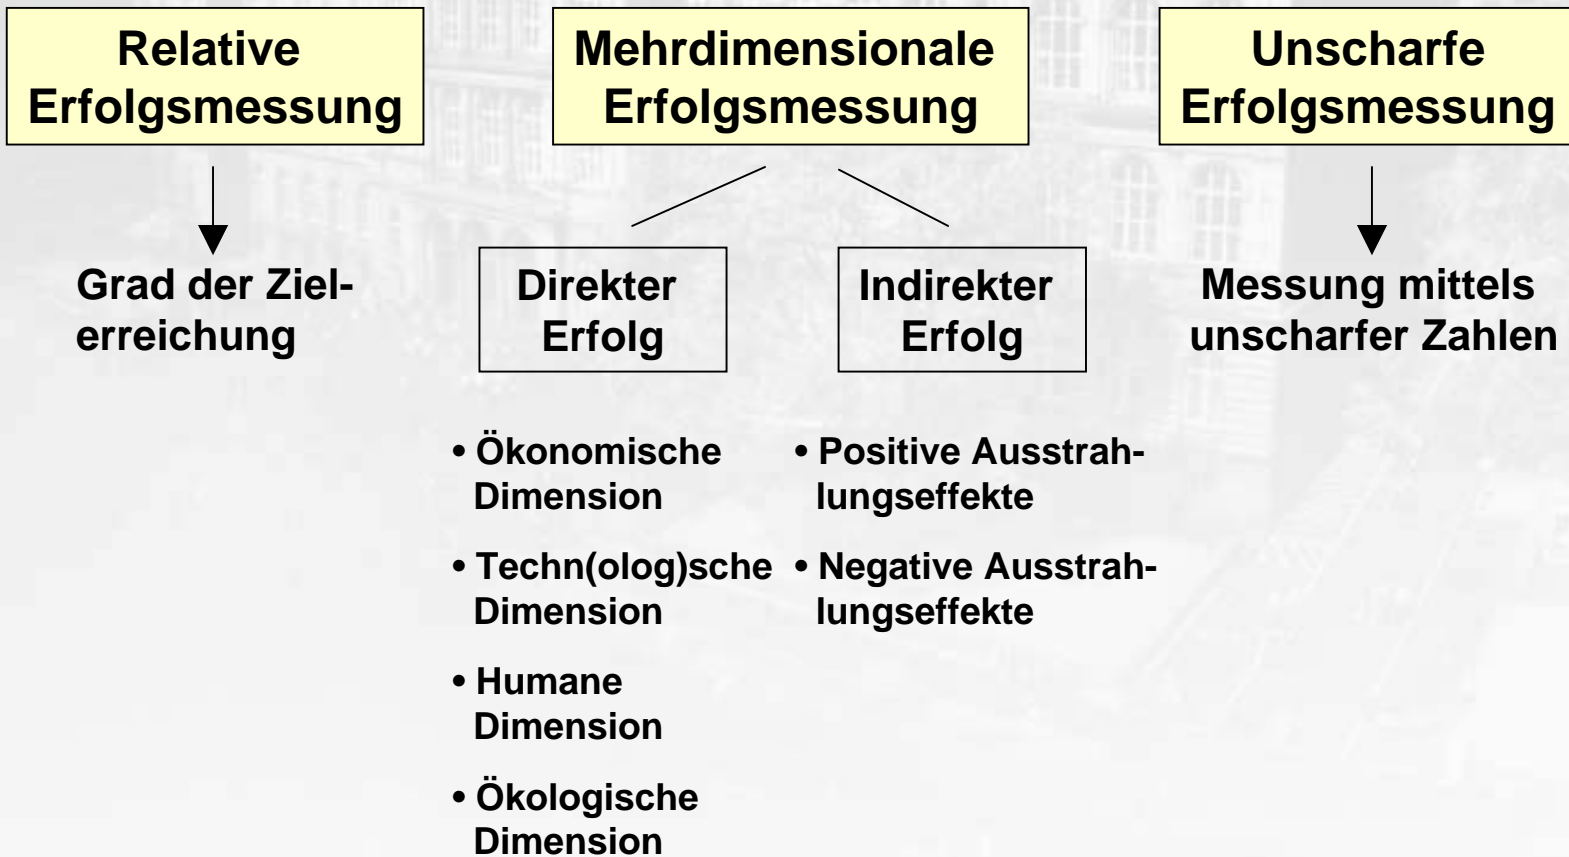 Relative
Erfolgsmessung
Mehrdimensionale
Erfolgsmessung
Unscharfe
Erfolgsmessung
Grad der Ziel-
erreichung
Direkter
Erfolg
Indirekter
Erfolg
Messung mittels
unscharfer Zahlen
• Ökonomische
Dimension
• Techn(olog)sche
Dimension
• Humane
Dimension
• Ökologische
Dimension
• Positive Ausstrah-
lungseffekte
• Negative Ausstrah-
lungseffekte